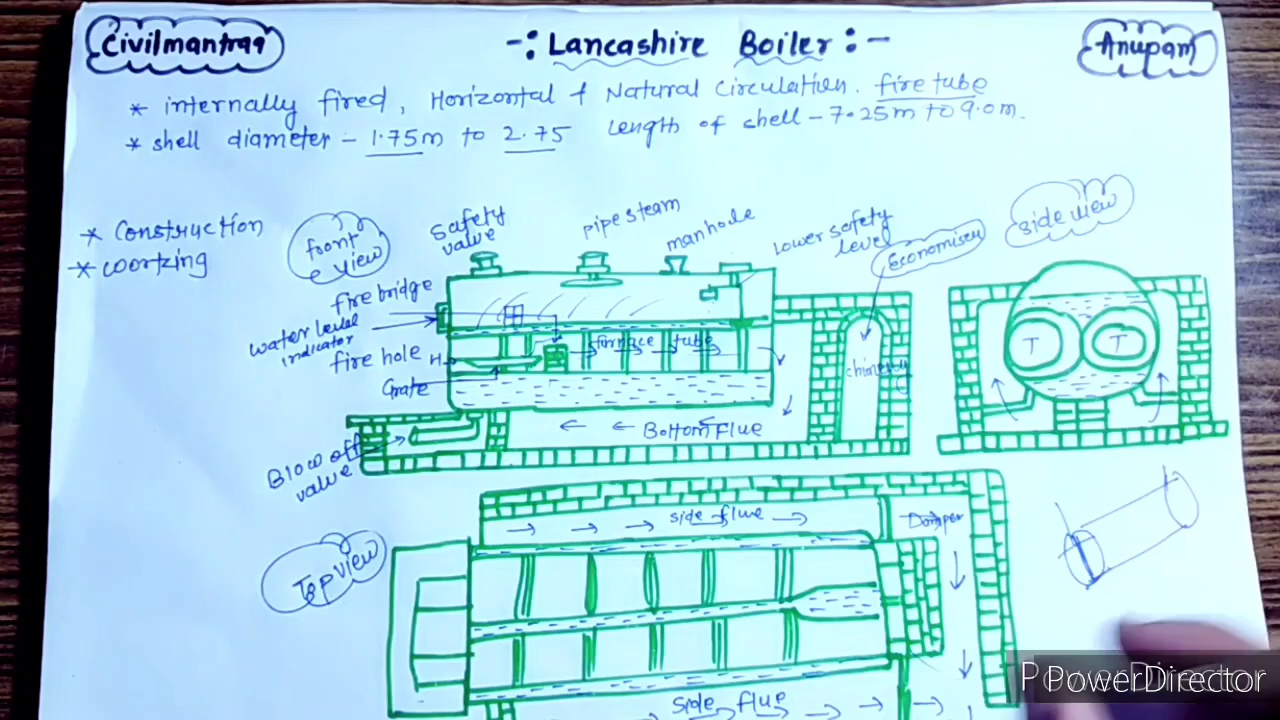 Civilmantraa
-: Lancashire Boiler :-
Anupam
* internally fired, Horizontal & Natural Circulation. fire tube
* shell diameter - 1.75m to 2.75 Length of shell - 7.25m to 9.0m.
* Construction
* Woorking
front view
Safety valve
pipe steam
manhole
Lower safety level
Economiser
Side view
fire bridge
water level indicator
fire hole
Grate
furnace tube
chimeny
T T
Bottom flue
Blow off valve
side flue
Damper
Top view
side flue
PowerDirector